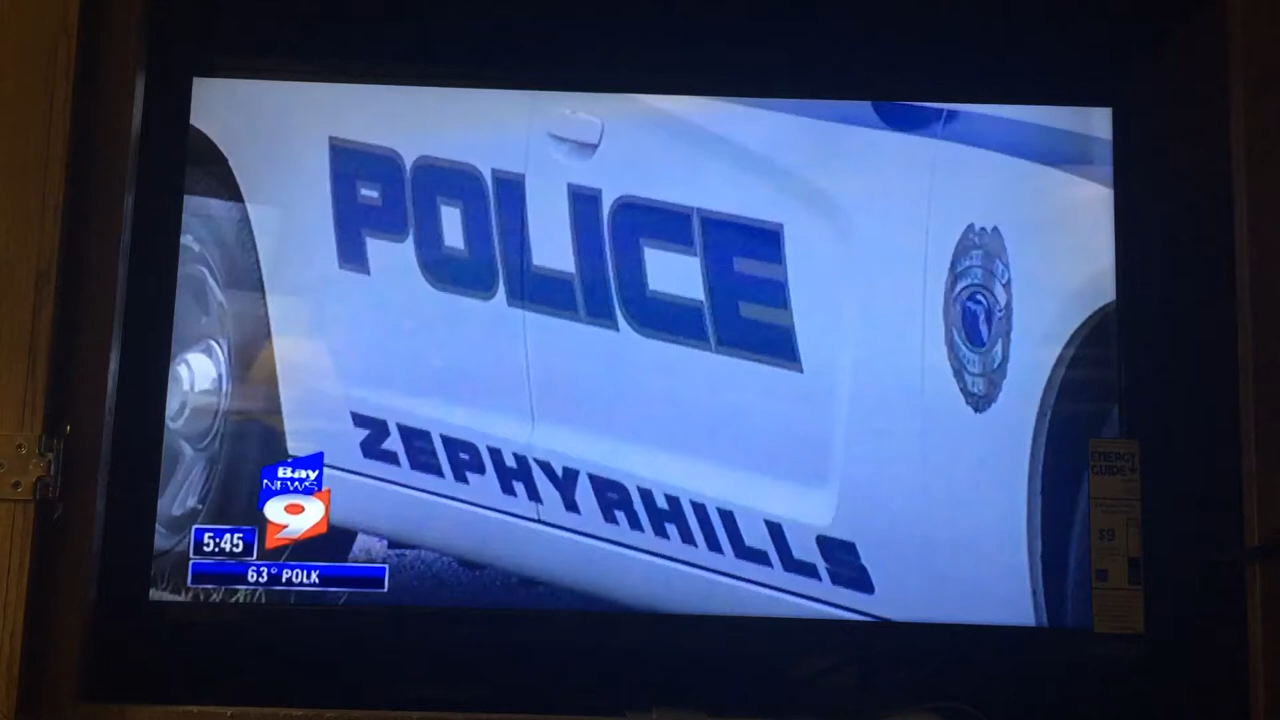 POLICE
ZEPHYRHILLS
Bay
NEWS
9
5:45
63° POLK
ENERGY
GUIDE
$9